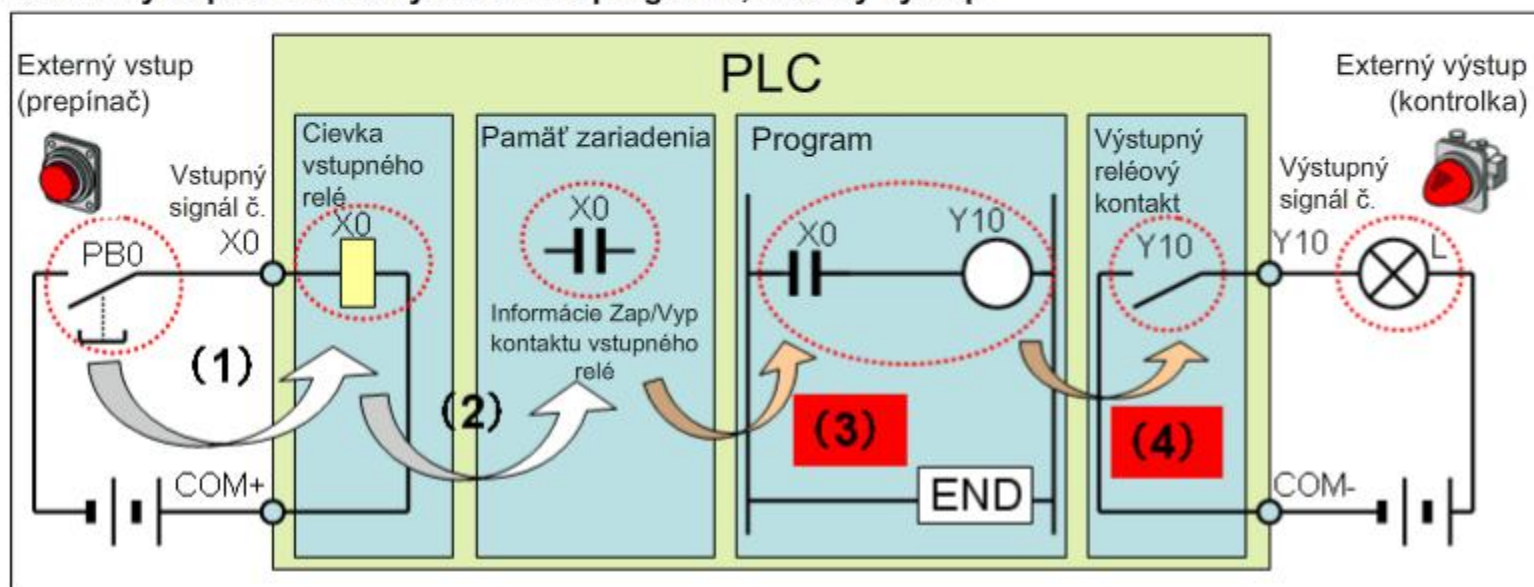 PLC
Externý vstup
(prepínač)
Vstupný
signál č.
X0
PB0
COM+
Cievka
vstupného
relé
X0
Pamäť zariadenia
X0
Informácie Zap/Vyp
kontaktu vstupného
relé
Program
X0
Y10
END
Výstupný
reléový
kontakt
Y10
Externý výstup
(kontrolka)
Výstupný
signál č.
Y10
L
COM-
(1)
(2)
(3)
(4)